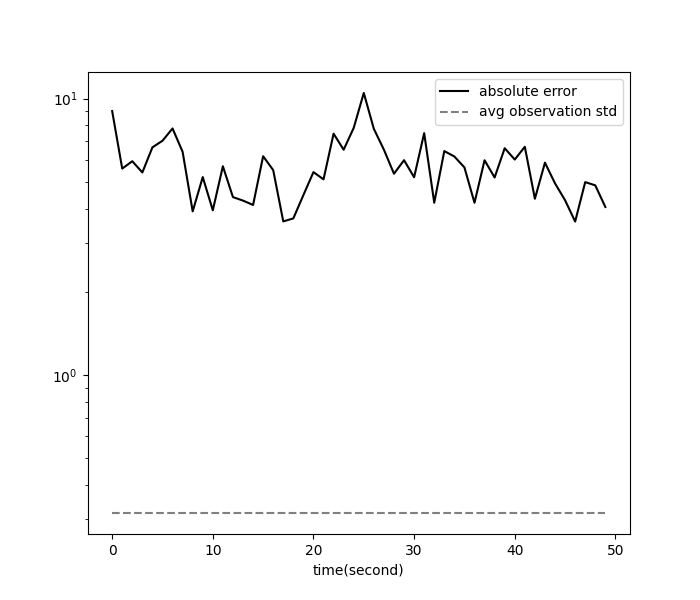 absolute error
avg observation std
10¹
10⁰
0 10 20 30 40 50
time(second)